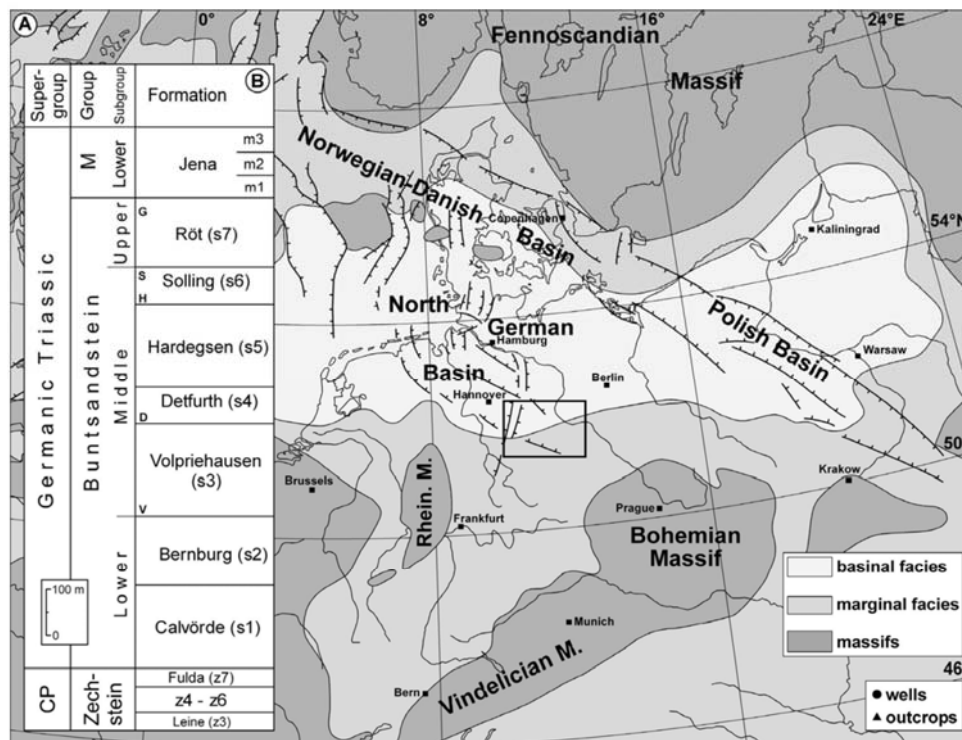 A
0°
8°
16°
24°E
Fennoscandian
Massif
B
Super-
group
Group
Subgroup
Formation
Germanic Triassic
M
Lower
Jena
m3
m2
m1
Buntsandstein
Upper
G
Röt (s7)
Middle
S
Solling (s6)
H
Hardegsen (s5)
Detfurth (s4)
D
Volpriehausen
(s3)
V
Lower
Bernburg (s2)
Calvörde (s1)
100 m
0
CP
Zech-
stein
Fulda (z7)
z4 - z6
Leine (z3)
Norwegian-Danish
Basin
Copenhagen
54°N
Kaliningrad
North
German
Basin
Hamburg
Polish Basin
Warsaw
Berlin
Hannover
50
Brussels
Rhein. M.
Frankfurt
Krakow
Prague
Bohemian
Massif
Munich
Vindelician M.
Bern
basinal facies
marginal facies
massifs
46
wells
outcrops